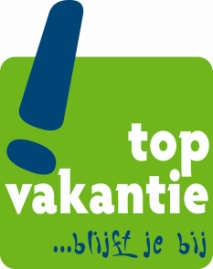 top
vakantie
...blijft je bij